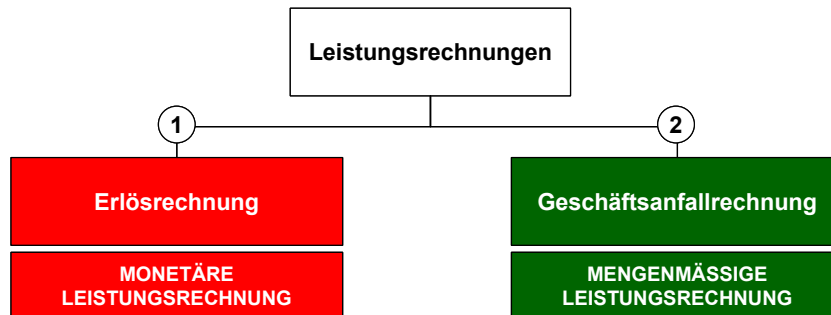 Leistungsrechnungen
1
2
Erlösrechnung
Geschäftsanfallrechnung
MONETÄRE
LEISTUNGSRECHNUNG
MENGENMÄSSIGE
LEISTUNGSRECHNUNG